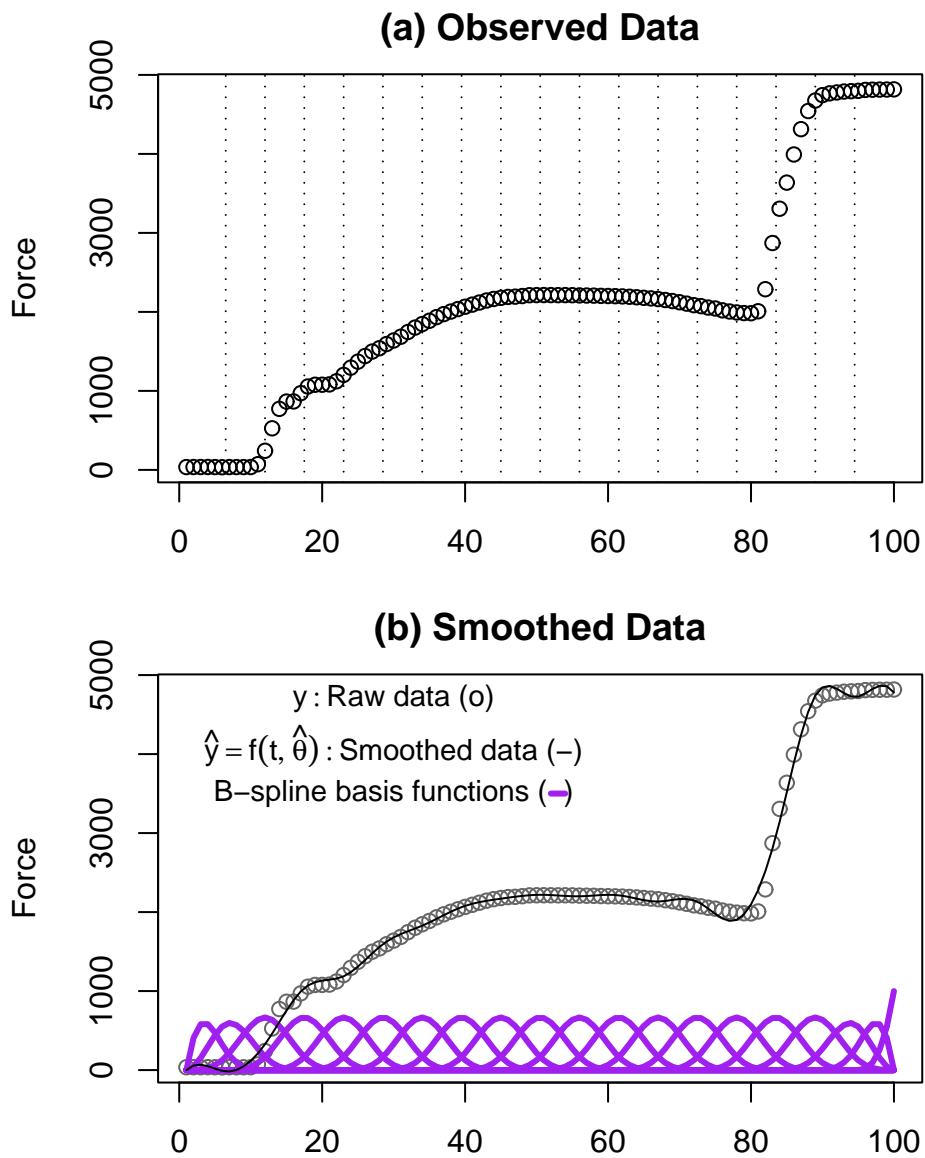 (a) Observed Data
Force
5000
3000
1000
0
0 20 40 60 80 100
(b) Smoothed Data
Force
5000
3000
1000
0
y : Raw data (o)
ŷ = f(t, θ̂) : Smoothed data (−)
B−spline basis functions (−)
0 20 40 60 80 100